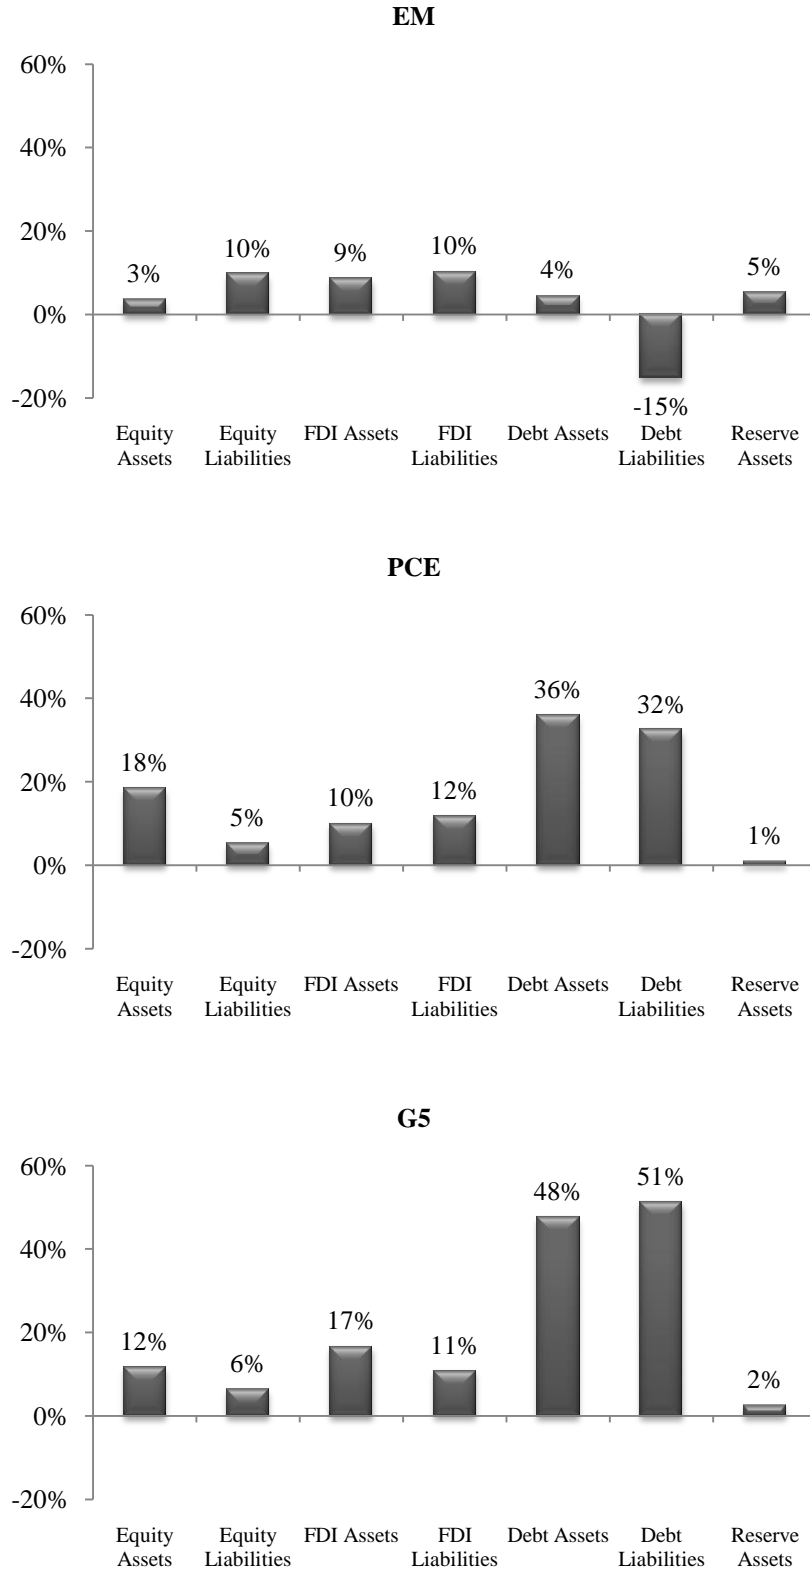 EM
60%
40%
20%
0%
-20%
3%
10%
9%
10%
4%
-15%
5%
Equity
Assets
Equity
Liabilities
FDI Assets
FDI
Liabilities
Debt Assets
Debt
Liabilities
Reserve
Assets
PCE
60%
40%
20%
0%
-20%
18%
5%
10%
12%
36%
32%
1%
Equity
Assets
Equity
Liabilities
FDI Assets
FDI
Liabilities
Debt Assets
Debt
Liabilities
Reserve
Assets
G5
60%
40%
20%
0%
-20%
12%
6%
17%
11%
48%
51%
2%
Equity
Assets
Equity
Liabilities
FDI Assets
FDI
Liabilities
Debt Assets
Debt
Liabilities
Reserve
Assets